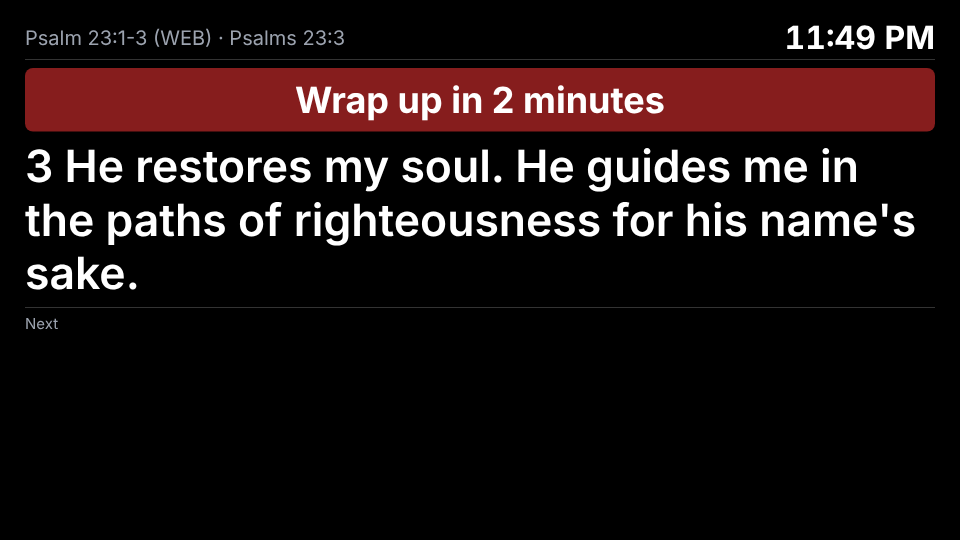 Psalm 23:1-3 (WEB) · Psalms 23:3
11:49 PM
Wrap up in 2 minutes
3 He restores my soul. He guides me in
the paths of righteousness for his name's
sake.
Next